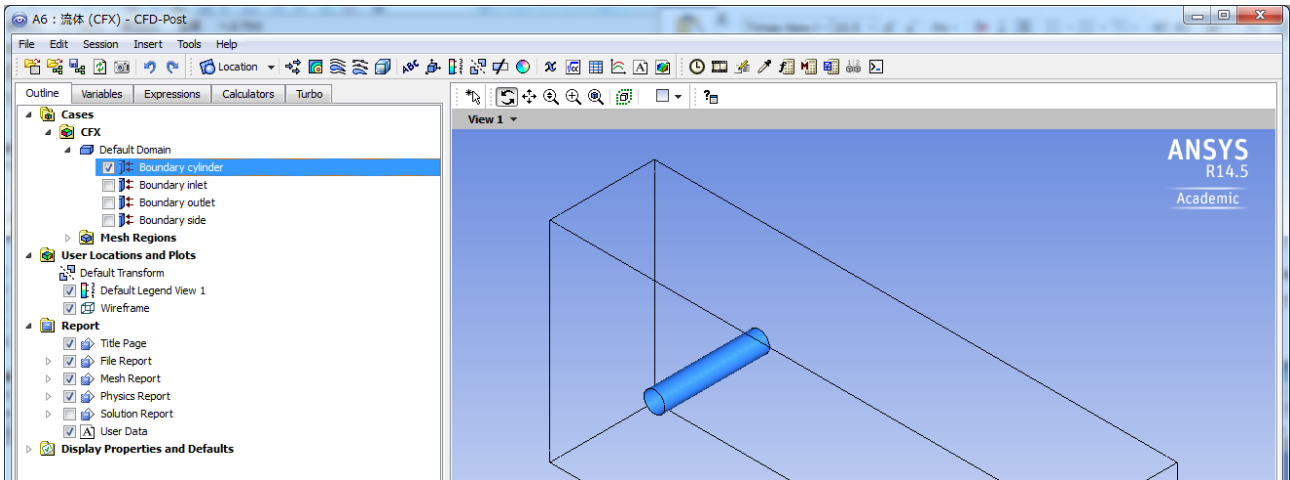 A6 : 流体 (CFX) - CFD-Post
File Edit Session Insert Tools Help
Location
Outline Variables Expressions Calculators Turbo
View 1
Cases
CFX
Default Domain
Boundary cylinder
Boundary inlet
Boundary outlet
Boundary side
Mesh Regions
User Locations and Plots
Default Transform
Default Legend View 1
Wireframe
Report
Title Page
File Report
Mesh Report
Physics Report
Solution Report
User Data
Display Properties and Defaults
ANSYS
R14.5
Academic